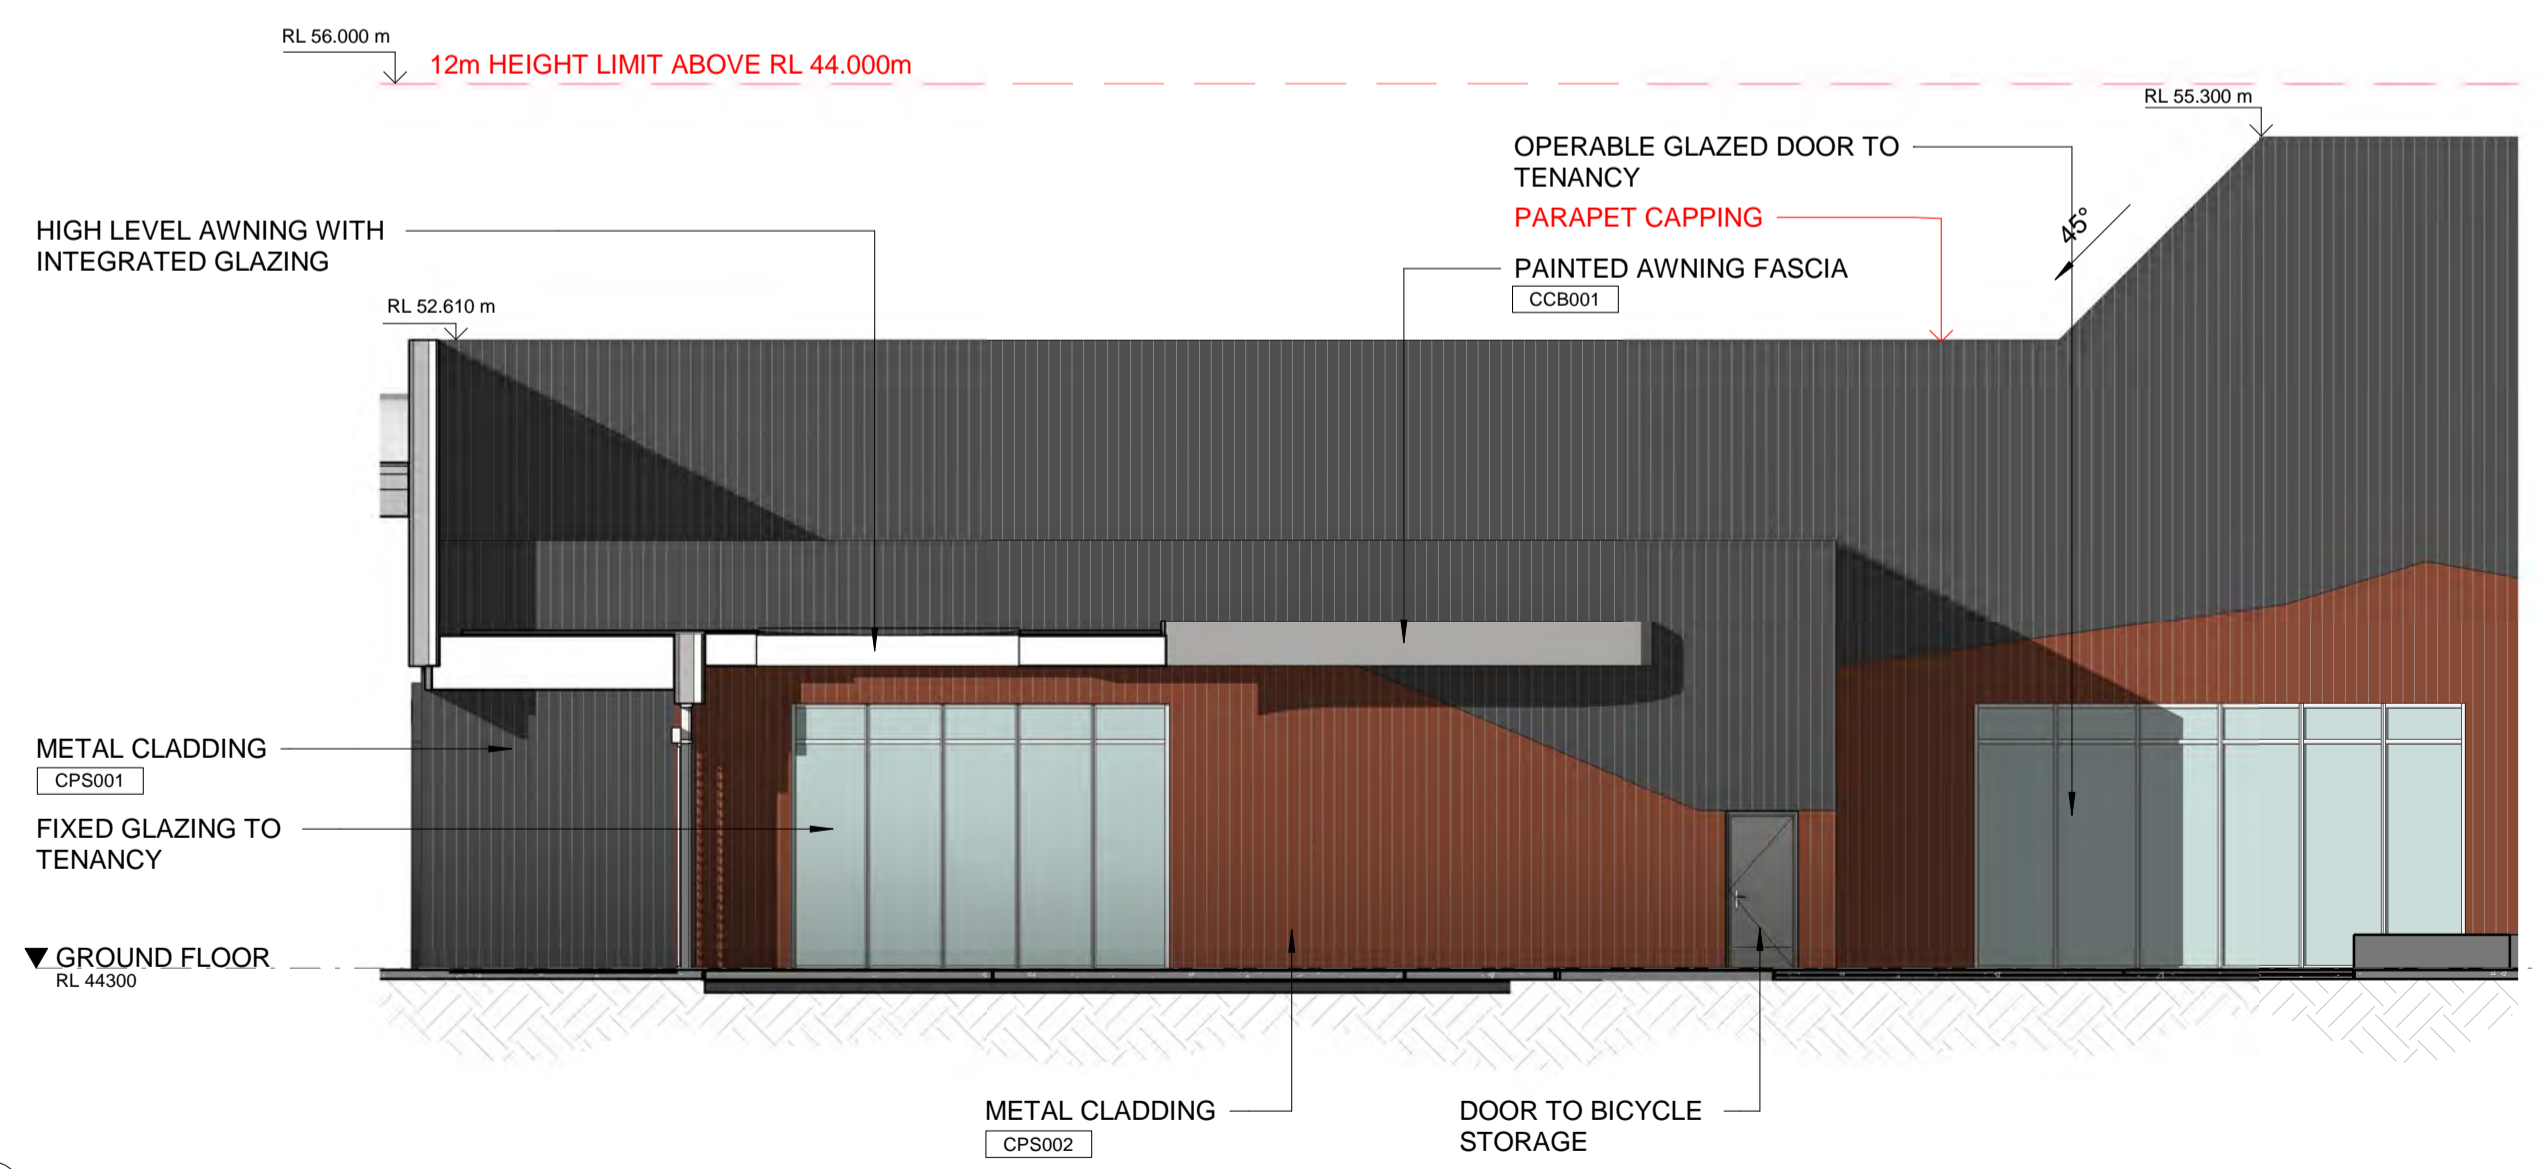 RL 56.000 m
12m HEIGHT LIMIT ABOVE RL 44.000m
RL 55.300 m
OPERABLE GLAZED DOOR TO
TENANCY
PARAPET CAPPING
45°
PAINTED AWNING FASCIA
CCB001
HIGH LEVEL AWNING WITH
INTEGRATED GLAZING
RL 52.610 m
METAL CLADDING
CPS001
FIXED GLAZING TO
TENANCY
GROUND FLOOR
RL 44300
METAL CLADDING
CPS002
DOOR TO BICYCLE
STORAGE